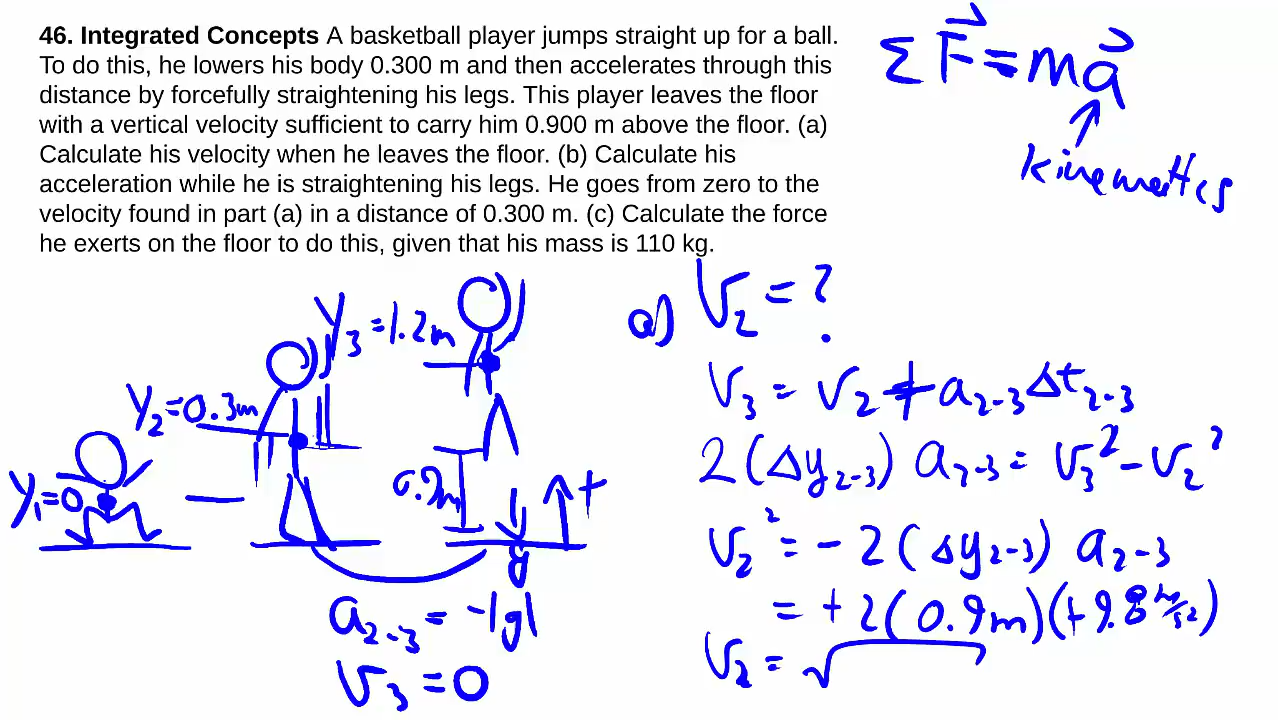 46. Integrated Concepts A basketball player jumps straight up for a ball.
To do this, he lowers his body 0.300 m and then accelerates through this
distance by forcefully straightening his legs. This player leaves the floor
with a vertical velocity sufficient to carry him 0.900 m above the floor. (a)
Calculate his velocity when he leaves the floor. (b) Calculate his
acceleration while he is straightening his legs. He goes from zero to the
velocity found in part (a) in a distance of 0.300 m. (c) Calculate the force
he exerts on the floor to do this, given that his mass is 110 kg.
ΣF⃗ = ma⃗
kinematics
y₃ = 1.2m
y₂ = 0.3m
y₁ = 0
0.9m
+
g
a₂₋₃ = -|g|
v₃ = 0
a) v₂ = ?
v₃ = v₂ + a₂₋₃ Δt₂₋₃
2(Δy₂₋₃) a₂₋₃ = v₃² - v₂²
v₂² = -2(Δy₂₋₃) a₂₋₃
= +2(0.9m)(+9.8 m/s²)
v₂ = √